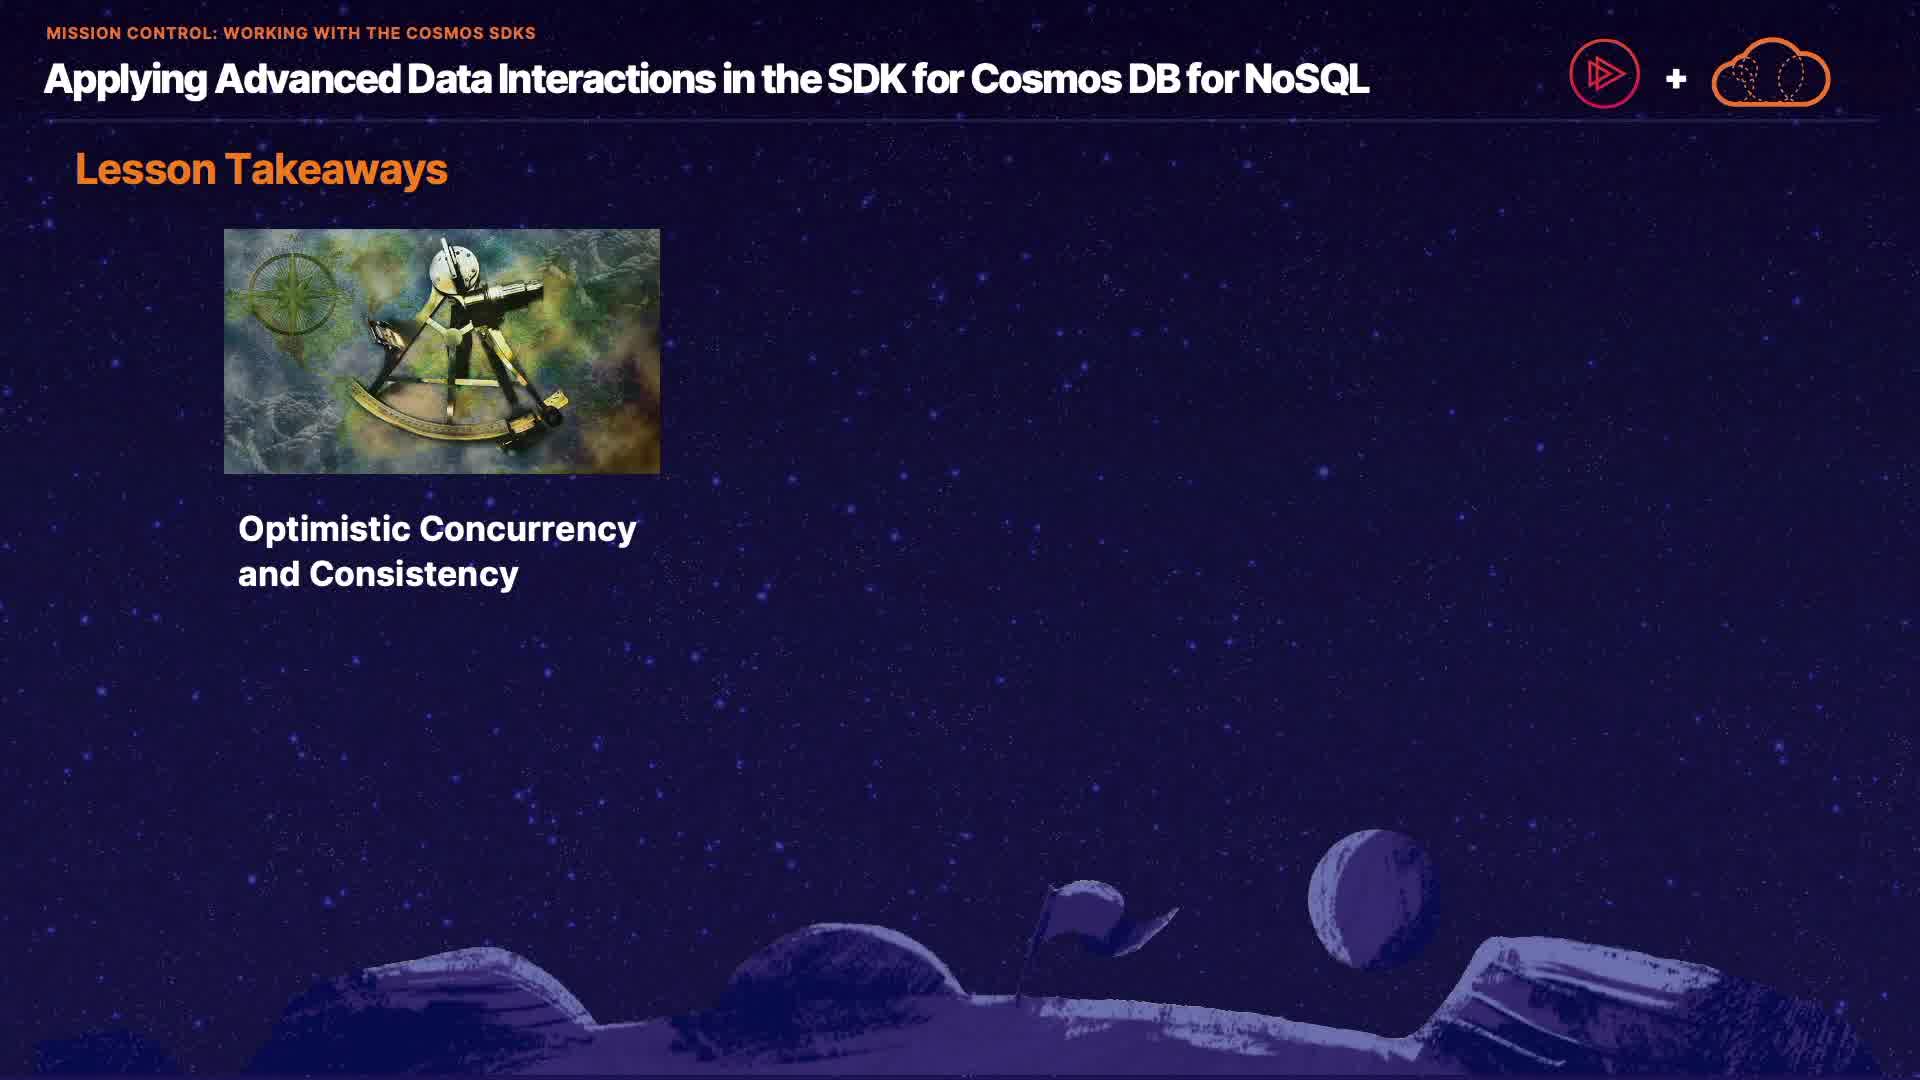 MISSION CONTROL: WORKING WITH THE COSMOS SDKS
Applying Advanced Data Interactions in the SDK for Cosmos DB for NoSQL
+
Lesson Takeaways
Optimistic Concurrency
and Consistency